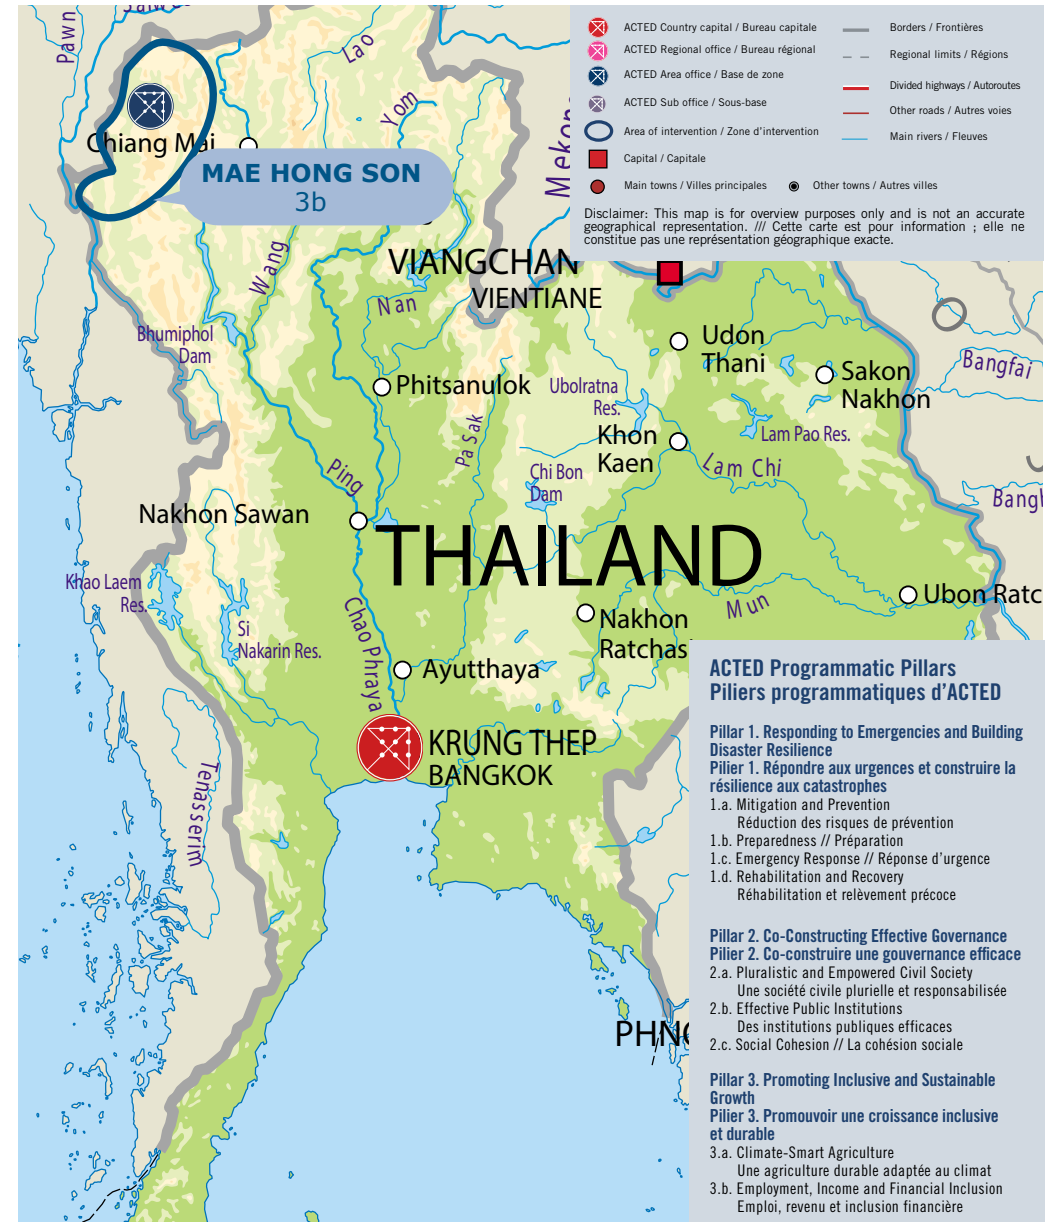 Pawn
Salwe
Lao
Yom
Mekon
Chiang Mai
MAE HONG SON
3b
ACTED Country capital / Bureau capitale
ACTED Regional office / Bureau régional
ACTED Area office / Base de zone
ACTED Sub office / Sous-base
Area of intervention / Zone d'intervention
Capital / Capitale
Main towns / Villes principales
Other towns / Autres villes
Borders / Frontières
Regional limits / Régions
Divided highways / Autoroutes
Other roads / Autres voies
Main rivers / Fleuves
Disclaimer: This map is for overview purposes only and is not an accurate
geographical representation. /// Cette carte est pour information ; elle ne
constitue pas une représentation géographique exacte.
Wang
VIANGCHAN
VIENTIANE
Nan
Bhumiphol
Dam
Phitsanulok
Udon
Thani
Sakon
Nakhon
Bangfai
Ubolratna
Res.
Khon
Kaen
Lam Pao Res.
Pa Sak
Lam Chi
Chi Bon
Dam
Ping
Bangh
Nakhon Sawan
THAILAND
Khao Laem
Res.
Chao Phraya
Si
Nakarin Res.
Nakhon
Ratchas
Mun
Ubon Ratc
Ayutthaya
KRUNG THEP
BANGKOK
Tenasserim
PHNO
ACTED Programmatic Pillars
Piliers programmatiques d'ACTED
Pillar 1. Responding to Emergencies and Building
Disaster Resilience
Pilier 1. Répondre aux urgences et construire la
résilience aux catastrophes
1.a. Mitigation and Prevention
Réduction des risques de prévention
1.b. Preparedness // Préparation
1.c. Emergency Response // Réponse d'urgence
1.d. Rehabilitation and Recovery
Réhabilitation et relèvement précoce
Pillar 2. Co-Constructing Effective Governance
Pilier 2. Co-construire une gouvernance efficace
2.a. Pluralistic and Empowered Civil Society
Une société civile plurielle et responsabilisée
2.b. Effective Public Institutions
Des institutions publiques efficaces
2.c. Social Cohesion // La cohésion sociale
Pillar 3. Promoting Inclusive and Sustainable
Growth
Pilier 3. Promouvoir une croissance inclusive
et durable
3.a. Climate-Smart Agriculture
Une agriculture durable adaptée au climat
3.b. Employment, Income and Financial Inclusion
Emploi, revenu et inclusion financière